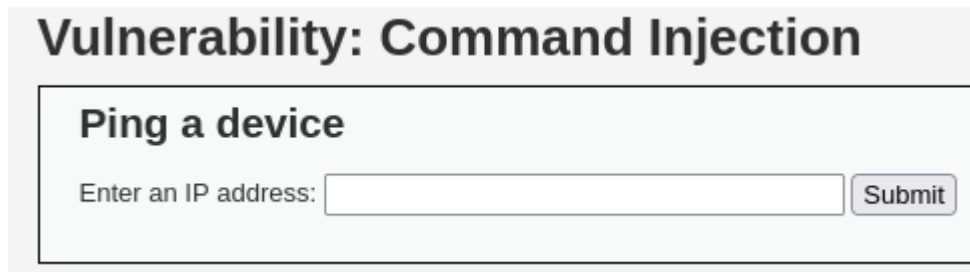 Vulnerability: Command Injection
Ping a device
Enter an IP address: Submit